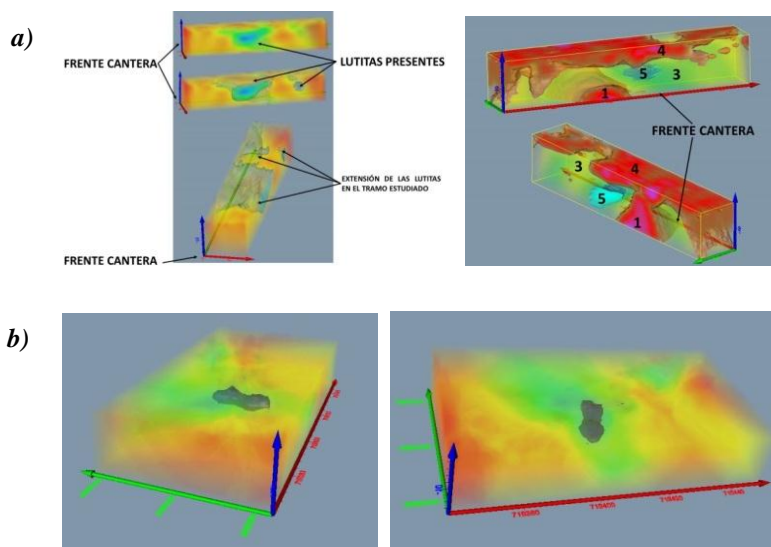 a)
FRENTE CANTERA
LUTITAS PRESENTES
EXTENSIÓN DE LAS LUTITAS
EN EL TRAMO ESTUDIADO
FRENTE CANTERA
4
5
3
1
FRENTE CANTERA
3
4
5
1
b)